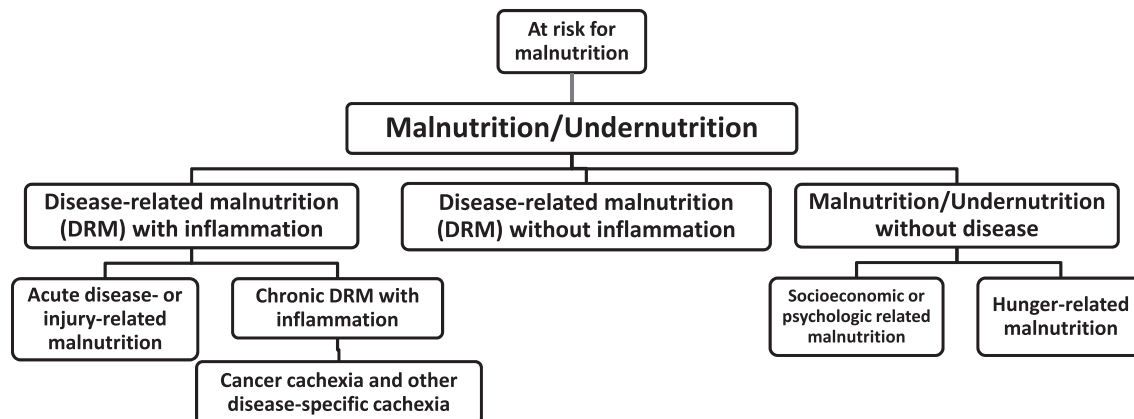 At risk for
malnutrition
Malnutrition/Undernutrition
Disease-related malnutrition
(DRM) with inflammation
Disease-related malnutrition
(DRM) without inflammation
Malnutrition/Undernutrition
without disease
Acute disease- or
injury-related
malnutrition
Chronic DRM with
inflammation
Socioeconomic or
psychologic related
malnutrition
Hunger-related
malnutrition
Cancer cachexia and other
disease-specific cachexia